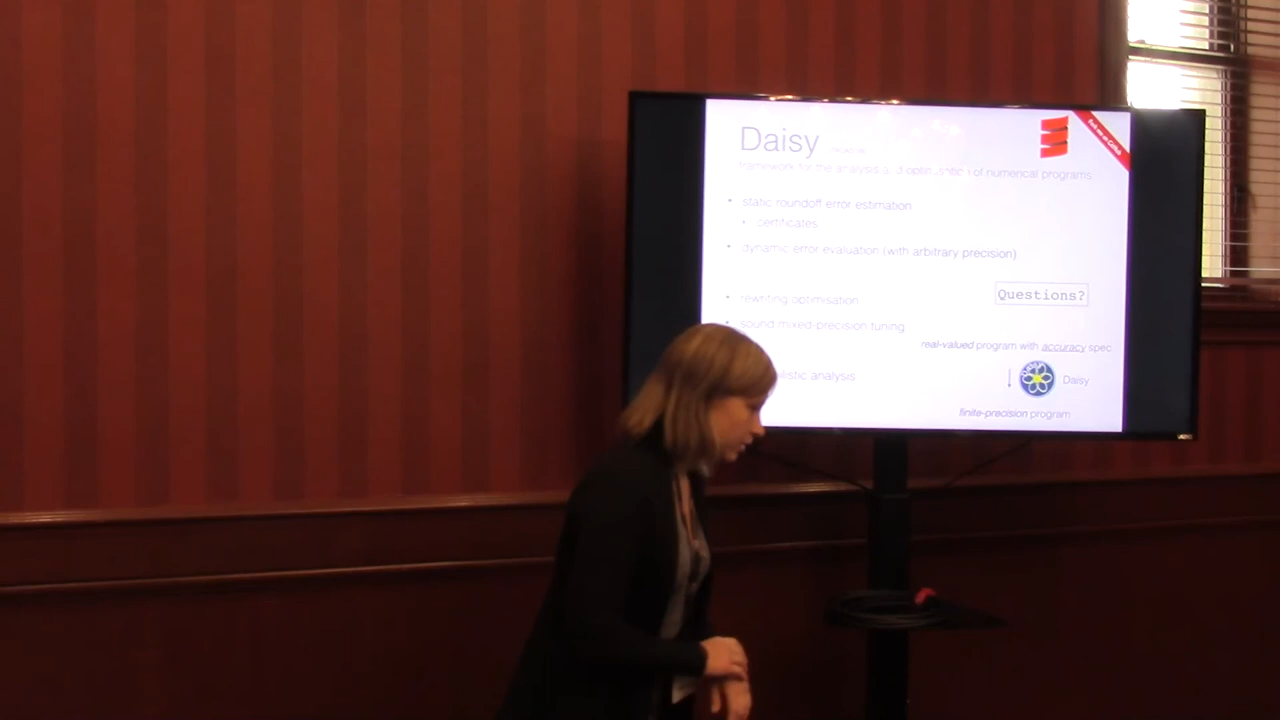 Daisy
framework for the analysis and optimisation of numerical programs
• static roundoff error estimation
• certificates
• dynamic error evaluation (with arbitrary precision)
• rewriting optimisation
Questions?
• sound mixed-precision tuning
real-valued program with accuracy spec
analysis
Daisy
finite-precision program